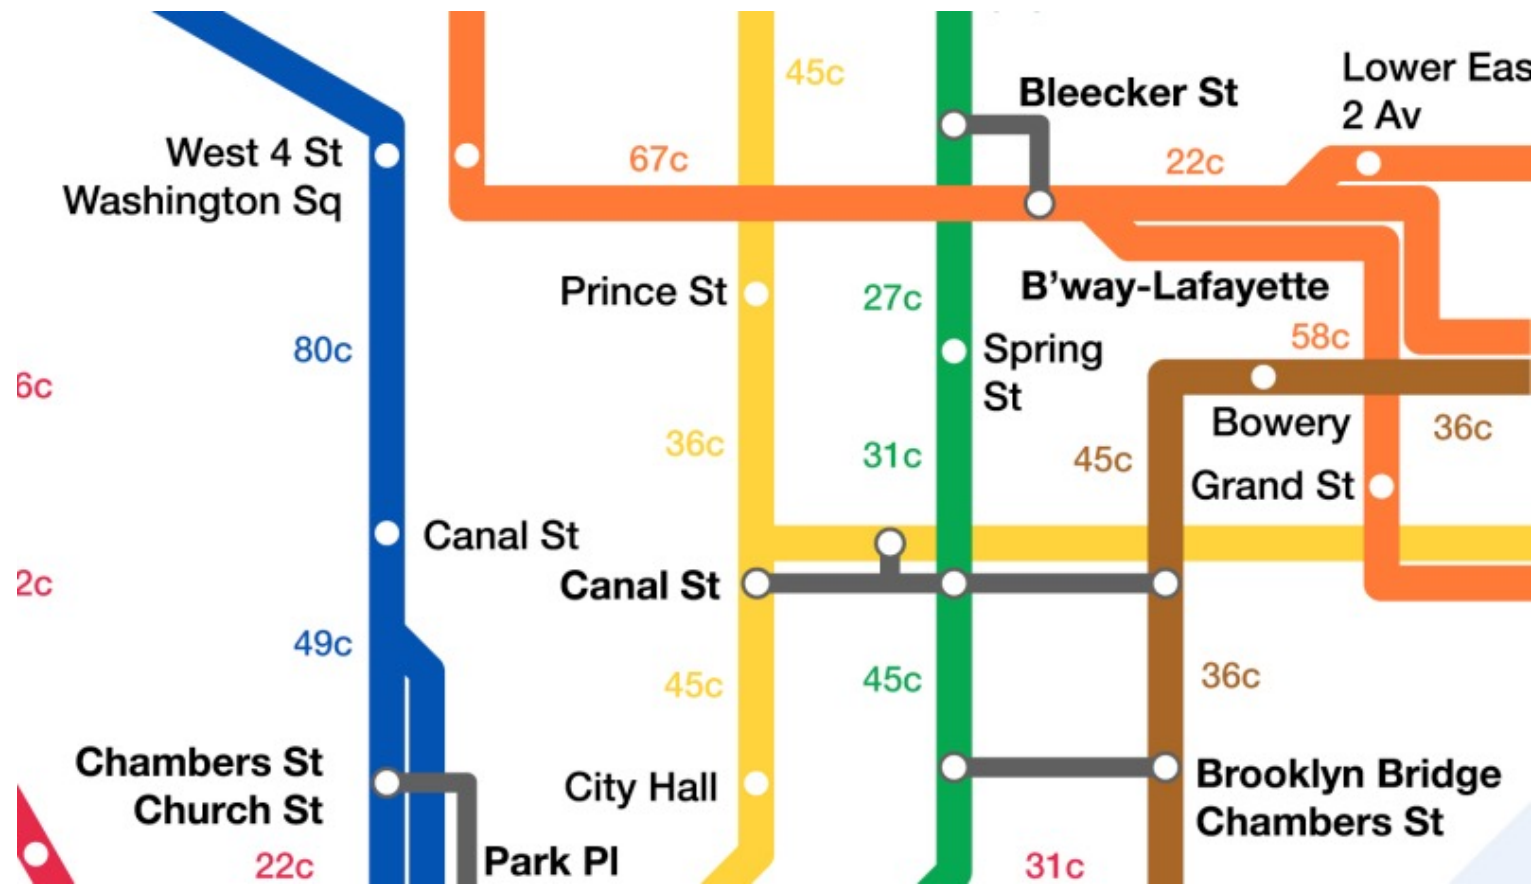 45c
Bleecker St
Lower Eas
2 Av
West 4 St
Washington Sq
67c
22c
Prince St
27c
B’way-Lafayette
58c
80c
Spring
St
6c
Bowery
36c
36c
31c
45c
Grand St
Canal St
Canal St
2c
49c
45c
45c
36c
Chambers St
Church St
City Hall
Brooklyn Bridge
Chambers St
22c
Park Pl
31c